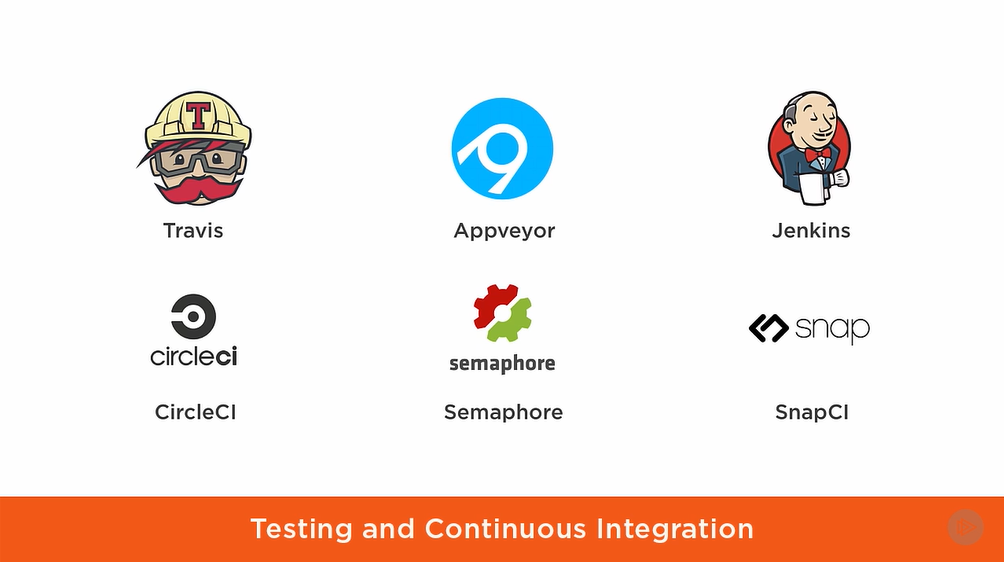 T
Travis
Appveyor
Jenkins
circleci
semaphore
snap
CircleCI
Semaphore
SnapCI
Testing and Continuous Integration